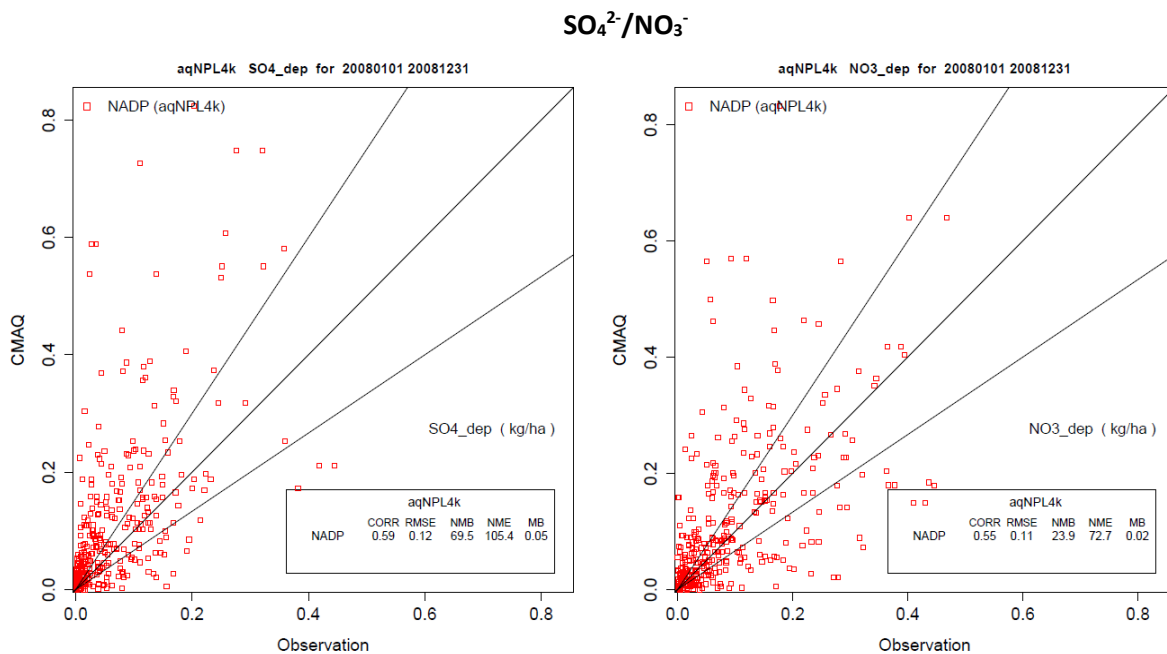 SO₄²⁻/NO₃⁻
aqNPL4k SO4_dep for 20080101 20081231
NADP (aqNPL4k)
CMAQ
0.8
0.6
0.4
0.2
0.0
SO4_dep ( kg/ha )
aqNPL4k
CORR RMSE NMB NME MB
NADP 0.59 0.12 69.5 105.4 0.05
0.0 0.2 0.4 0.6 0.8
Observation
aqNPL4k NO3_dep for 20080101 20081231
NADP (aqNPL4k)
CMAQ
0.8
0.6
0.4
0.2
0.0
NO3_dep ( kg/ha )
aqNPL4k
CORR RMSE NMB NME MB
NADP 0.55 0.11 23.9 72.7 0.02
0.0 0.2 0.4 0.6 0.8
Observation